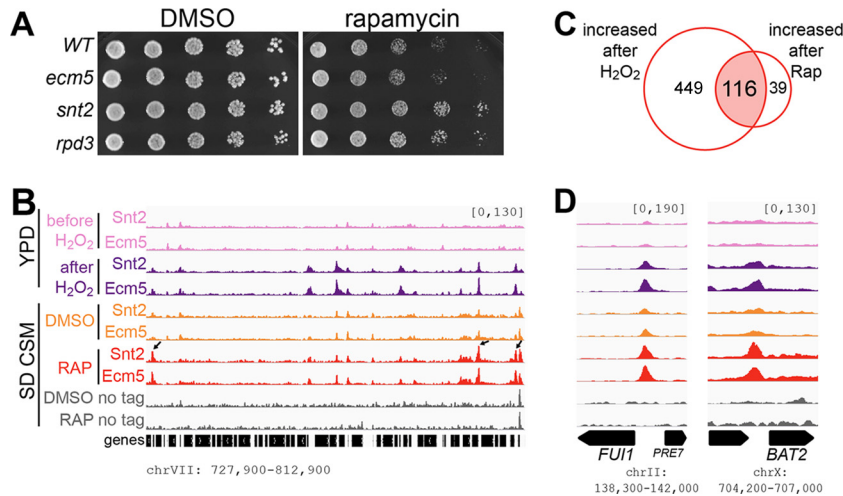 A
DMSO
rapamycin
WT
ecm5
snt2
rpd3
C
increased after H₂O₂
increased after Rap
449
116
39
B
[0,130]
YPD
before H₂O₂
Snt2
Ecm5
after H₂O₂
Snt2
Ecm5
SD CSM
DMSO
Snt2
Ecm5
RAP
Snt2
Ecm5
DMSO no tag
RAP no tag
genes
chrVII: 727,900-812,900
D
[0,190]
[0,130]
FUI1
PRE7
BAT2
chrII:
138,300-142,000
chrX:
704,200-707,000